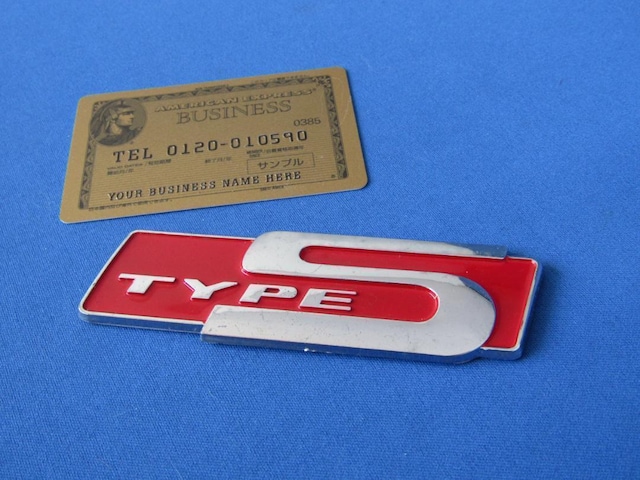 AMERICAN EXPRESS®
BUSINESS
0385
TEL 0120-010590
サンプル
YOUR BUSINESS NAME HERE
TYPE S